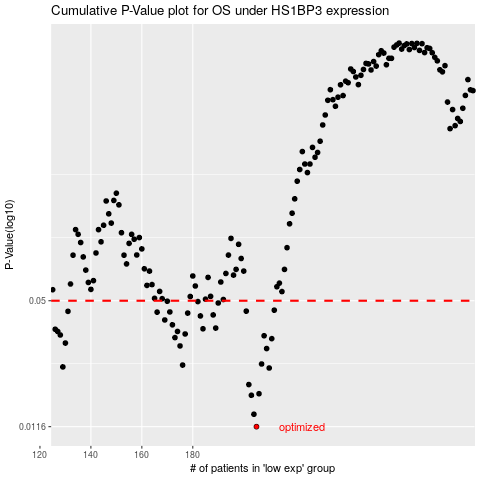 Cumulative P-Value plot for OS under HS1BP3 expression
P-Value(log10)
0.05
0.0116
optimized
120 140 160 180
# of patients in 'low exp' group